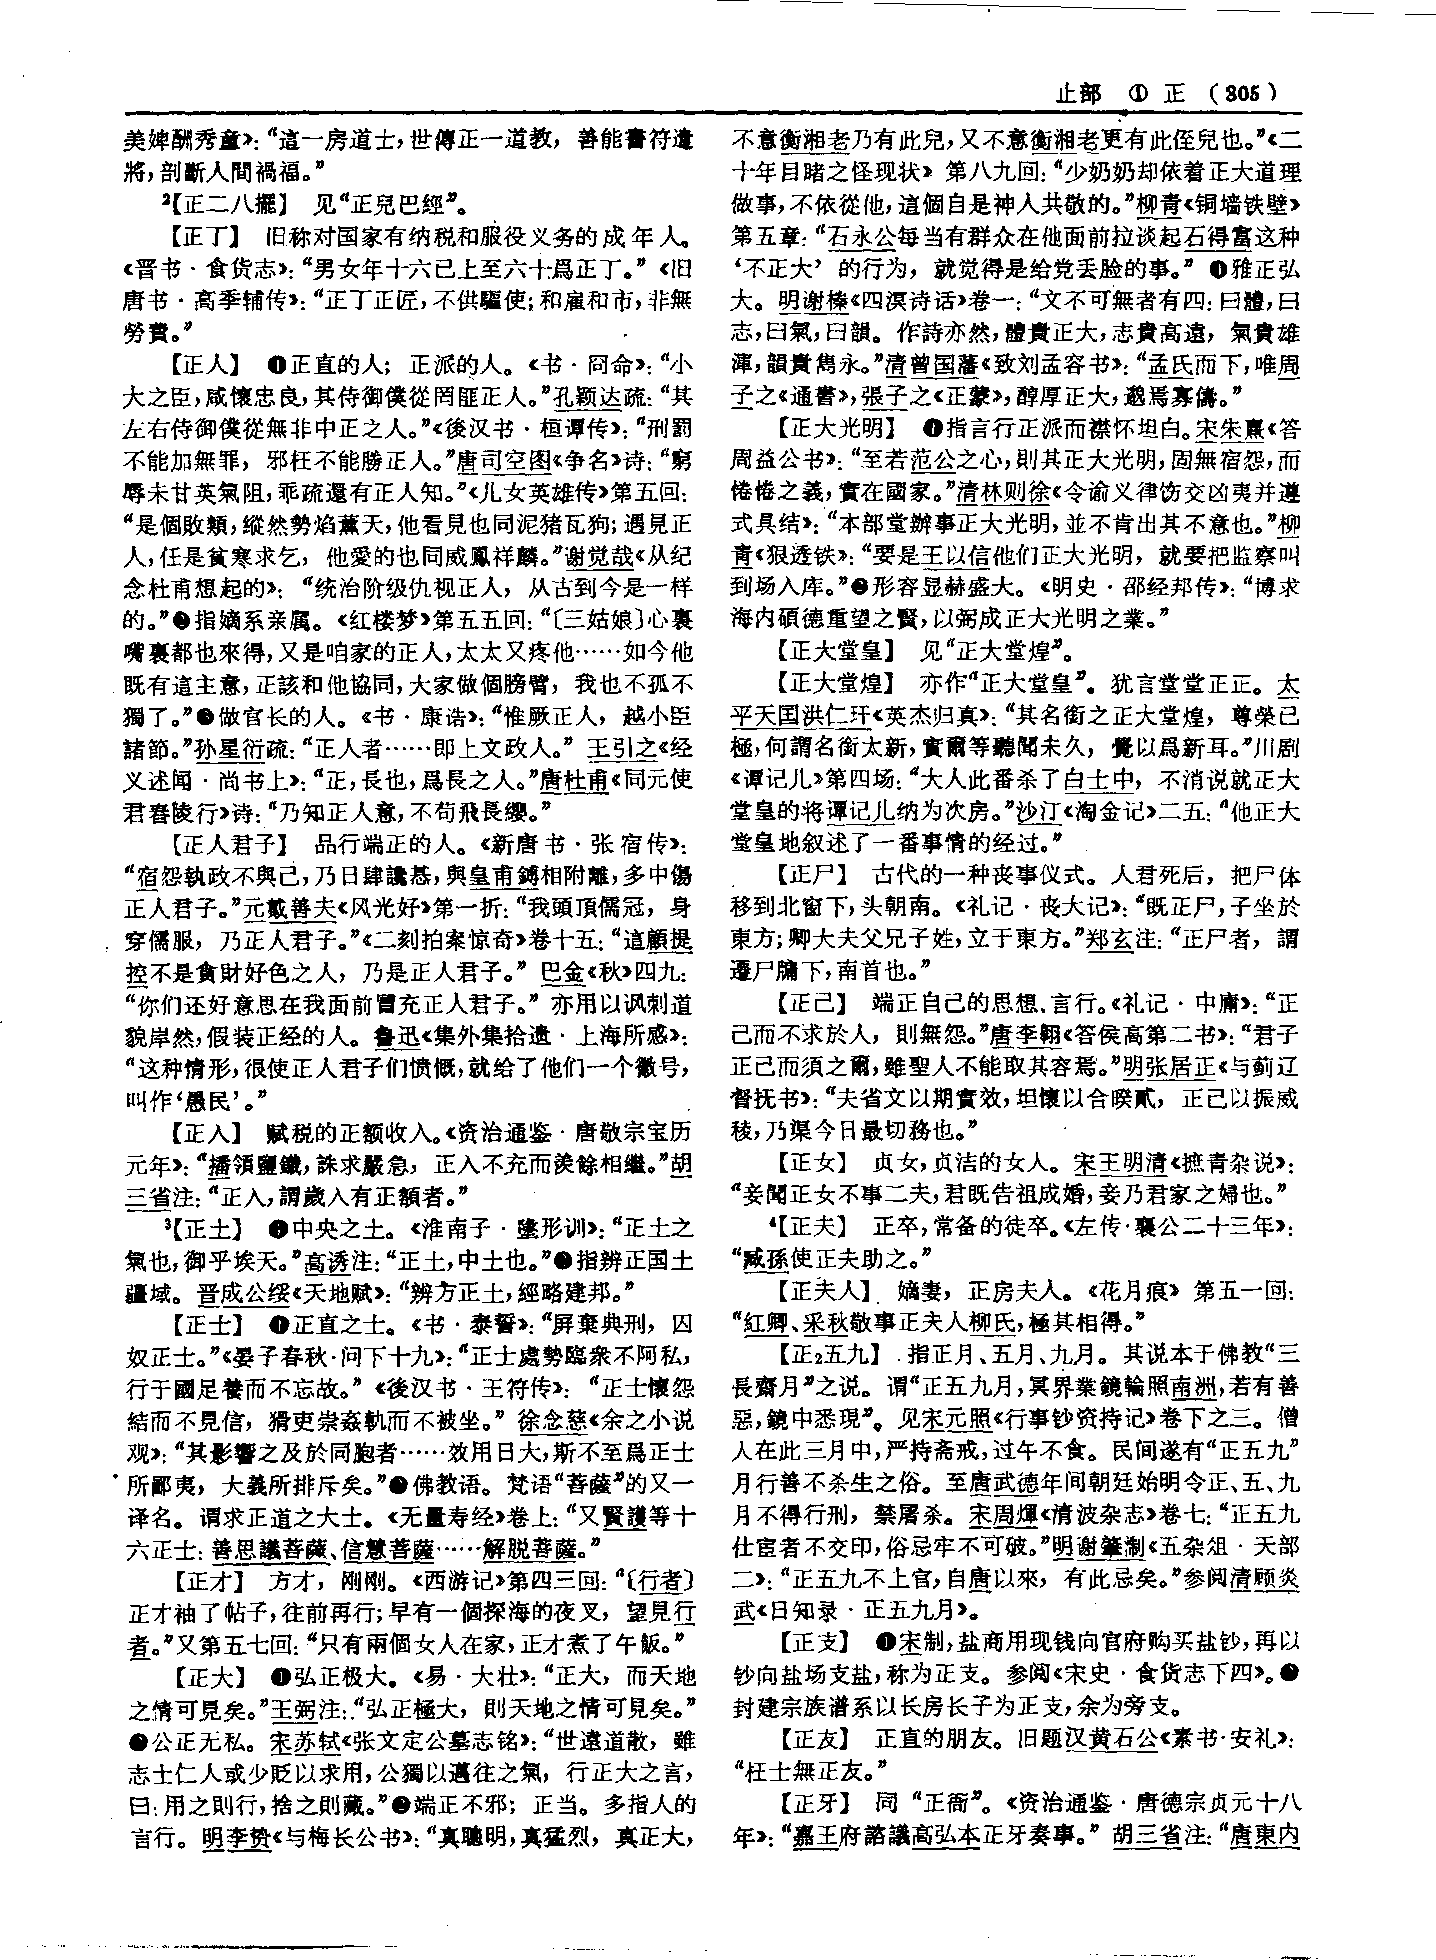 止部 ① 正 (305)
美婢酬秀童》：“這一房道士，世傳正一道教，善能書符遣
將，剖斷人間禍福。”
²【正二八擺】 见“正兒巴經”。
【正丁】 旧称对国家有纳税和服役义务的成年人。
《晋书·食货志》：“男女年十六已上至六十爲正丁。”《旧
唐书·高季辅传》：“正丁正匠，不供驅使；和雇和市，非無
勞費。”
【正人】 ❶正直的人；正派的人。《书·冏命》：“小
大之臣，咸懷忠良，其侍御僕從罔匪正人。”孔颖达疏：“其
左右侍御僕從無非中正之人。”《後汉书·桓谭传》：“刑罰
不能加無罪，邪枉不能勝正人。”唐司空图《争名》诗：“窮
辱未甘英氣阻，乖疏還有正人知。”《儿女英雄传》第五回：
“是個敗類，縱然勢焰薰天，他看見也同泥猪瓦狗；遇見正
人，任是貧寒求乞，他愛的也同威鳳祥麟。”谢觉哉《从纪
念杜甫想起的》：“统治阶级仇视正人，从古到今是一样
的。”❷指嫡系亲属。《红楼梦》第五五回：“〔三姑娘〕心裏
嘴裏都也來得，又是咱家的正人，太太又疼他……如今他
既有這主意，正該和他協同，大家做個膀臂，我也不孤不
獨了。”❸做官长的人。《书·康诰》：“惟厥正人，越小臣
諸節。”孙星衍疏：“正人者……即上文政人。”王引之《经
义述闻·尚书上》：“正，長也，爲長之人。”唐杜甫《同元使
君舂陵行》诗：“乃知正人意，不苟飛長纓。”
【正人君子】 品行端正的人。《新唐书·张宿传》：
“宿怨執政不與己，乃日肆讒惎，與皇甫鎛相附離，多中傷
正人君子。”元戴善夫《风光好》第一折：“我頭頂儒冠，身
穿儒服，乃正人君子。”《二刻拍案惊奇》卷十五：“這顧提
控不是貪財好色之人，乃是正人君子。”巴金《秋》四九：
“你们还好意思在我面前冒充正人君子。”亦用以讽刺道
貌岸然，假装正经的人。鲁迅《集外集拾遗·上海所感》：
“这种情形，很使正人君子们愤慨，就给了他们一个徽号，
叫作‘愚民’。”
【正入】 赋税的正额收入。《资治通鉴·唐敬宗宝历
元年》：“播領鹽鐵，誅求嚴急，正入不充而羡餘相繼。”胡
三省注：“正入，謂歲入有正額者。”
³【正土】 ❶中央之土。《淮南子·墬形训》：“正土之
氣也，御乎埃天。”高诱注：“正土，中土也。”❷指辨正国土
疆域。晋成公绥《天地赋》：“辨方正土，經略建邦。”
【正士】 ❶正直之士。《书·泰誓》：“屏棄典刑，囚
奴正士。”《晏子春秋·问下十九》：“正士處勢臨衆不阿私，
行于國足養而不忘故。”《後汉书·王符传》：“正士懷怨
結而不見信，猾吏崇姦軌而不被坐。”徐念慈《余之小说
观》：“其影響之及於同胞者……效用日大，斯不至爲正士
所鄙夷，大義所排斥矣。”❷佛教语。梵语“菩薩”的又一
译名。谓求正道之大士。《无量寿经》卷上：“又賢護等十
六正士：善思議菩薩、信慧菩薩……解脱菩薩。”
【正才】 方才，刚刚。《西游记》第四三回：“〔行者〕
正才袖了帖子，往前再行；早有一個探海的夜叉，望見行
者。”又第五七回：“只有兩個女人在家，正才煮了午飯。”
【正大】 ❶弘正极大。《易·大壮》：“正大，而天地
之情可見矣。”王弼注：“弘正極大，則天地之情可見矣。”
❷公正无私。宋苏轼《张文定公墓志铭》：“世遠道散，雖
志士仁人或少貶以求用，公獨以邁往之氣，行正大之言，
曰：用之則行，捨之則藏。”❸端正不邪；正当。多指人的
言行。明李贽《与梅长公书》：“真聰明，真猛烈，真正大，
不意衡湘老乃有此兒，又不意衡湘老更有此侄兒也。”《二
十年目睹之怪现状》第八九回：“少奶奶却依着正大道理
做事，不依從他，這個自是神人共敬的。”柳青《铜墙铁壁》
第五章：“石永公每当有群众在他面前拉谈起石得富这种
‘不正大’的行为，就觉得是给党丢脸的事。”❹雅正弘
大。明谢榛《四溟诗话》卷一：“文不可無者有四：曰體，曰
志，曰氣，曰韻。作詩亦然，體貴正大，志貴高遠，氣貴雄
渾，韻貴雋永。”清曾国藩《致刘孟容书》：“孟氏而下，唯周
子之《通書》，張子之《正蒙》，醇厚正大，邈焉寡儔。”
【正大光明】 ❶指言行正派而襟怀坦白。宋朱熹《答
周益公书》：“至若范公之心，則其正大光明，固無宿怨，而
惓惓之義，實在國家。”清林则徐《令谕义律饬交凶夷并遵
式具结》：“本部堂辦事正大光明，並不肯出其不意也。”柳
青《狠透铁》：“要是王以信他们正大光明，就要把监察叫
到场入库。”❷形容显赫盛大。《明史·邵经邦传》：“博求
海内碩德重望之賢，以弼成正大光明之業。”
【正大堂皇】 见“正大堂煌”。
【正大堂煌】 亦作“正大堂皇”。犹言堂堂正正。太
平天国洪仁玕《英杰归真》：“其名銜之正大堂煌，尊榮已
極，何謂名銜太新，實爾等聽聞未久，覺以爲新耳。”川剧
《谭记儿》第四场：“大人此番杀了白士中，不消说就正大
堂皇的将谭记儿纳为次房。”沙汀《淘金记》二五：“他正大
堂皇地叙述了一番事情的经过。”
【正尸】 古代的一种丧事仪式。人君死后，把尸体
移到北窗下，头朝南。《礼记·丧大记》：“既正尸，子坐於
東方；卿大夫父兄子姓，立于東方。”郑玄注：“正尸者，謂
遷尸牖下，南首也。”
【正己】 端正自己的思想、言行。《礼记·中庸》：“正
己而不求於人，則無怨。”唐李翱《答侯高第二书》：“君子
正己而須之爾，雖聖人不能取其容焉。”明张居正《与蓟辽
督抚书》：“夫省文以期實效，坦懷以合暌貳，正己以振威
稜，乃渠今日最切務也。”
【正女】 贞女，贞洁的女人。宋王明清《摭青杂说》：
“妾聞正女不事二夫，君既告祖成婚，妾乃君家之婦也。”
⁴【正夫】 正卒，常备的徒卒。《左传·襄公二十三年》：
“臧孫使正夫助之。”
【正夫人】 嫡妻，正房夫人。《花月痕》第五一回：
“紅卿、采秋敬事正夫人柳氏，極其相得。”
【正₂五九】 指正月、五月、九月。其说本于佛教“三
長齋月”之说。谓“正五九月，冥界業鏡輪照南洲，若有善
惡，鏡中悉現”。见宋元照《行事钞资持记》卷下之三。僧
人在此三月中，严持斋戒，过午不食。民间遂有“正五九”
月行善不杀生之俗。至唐武德年间朝廷始明令正、五、九
月不得行刑，禁屠杀。宋周煇《清波杂志》卷七：“正五九
仕宦者不交印，俗忌牢不可破。”明谢肇淛《五杂俎·天部
二》：“正五九不上官，自唐以來，有此忌矣。”参阅清顾炎
武《日知录·正五九月》。
【正支】 ❶宋制，盐商用现钱向官府购买盐钞，再以
钞向盐场支盐，称为正支。参阅《宋史·食货志下四》。❷
封建宗族谱系以长房长子为正支，余为旁支。
【正友】 正直的朋友。旧题汉黄石公《素书·安礼》：
“枉士無正友。”
【正牙】 同“正衙”。《资治通鉴·唐德宗贞元十八
年》：“嘉王府諮議高弘本正牙奏事。”胡三省注：“唐東内